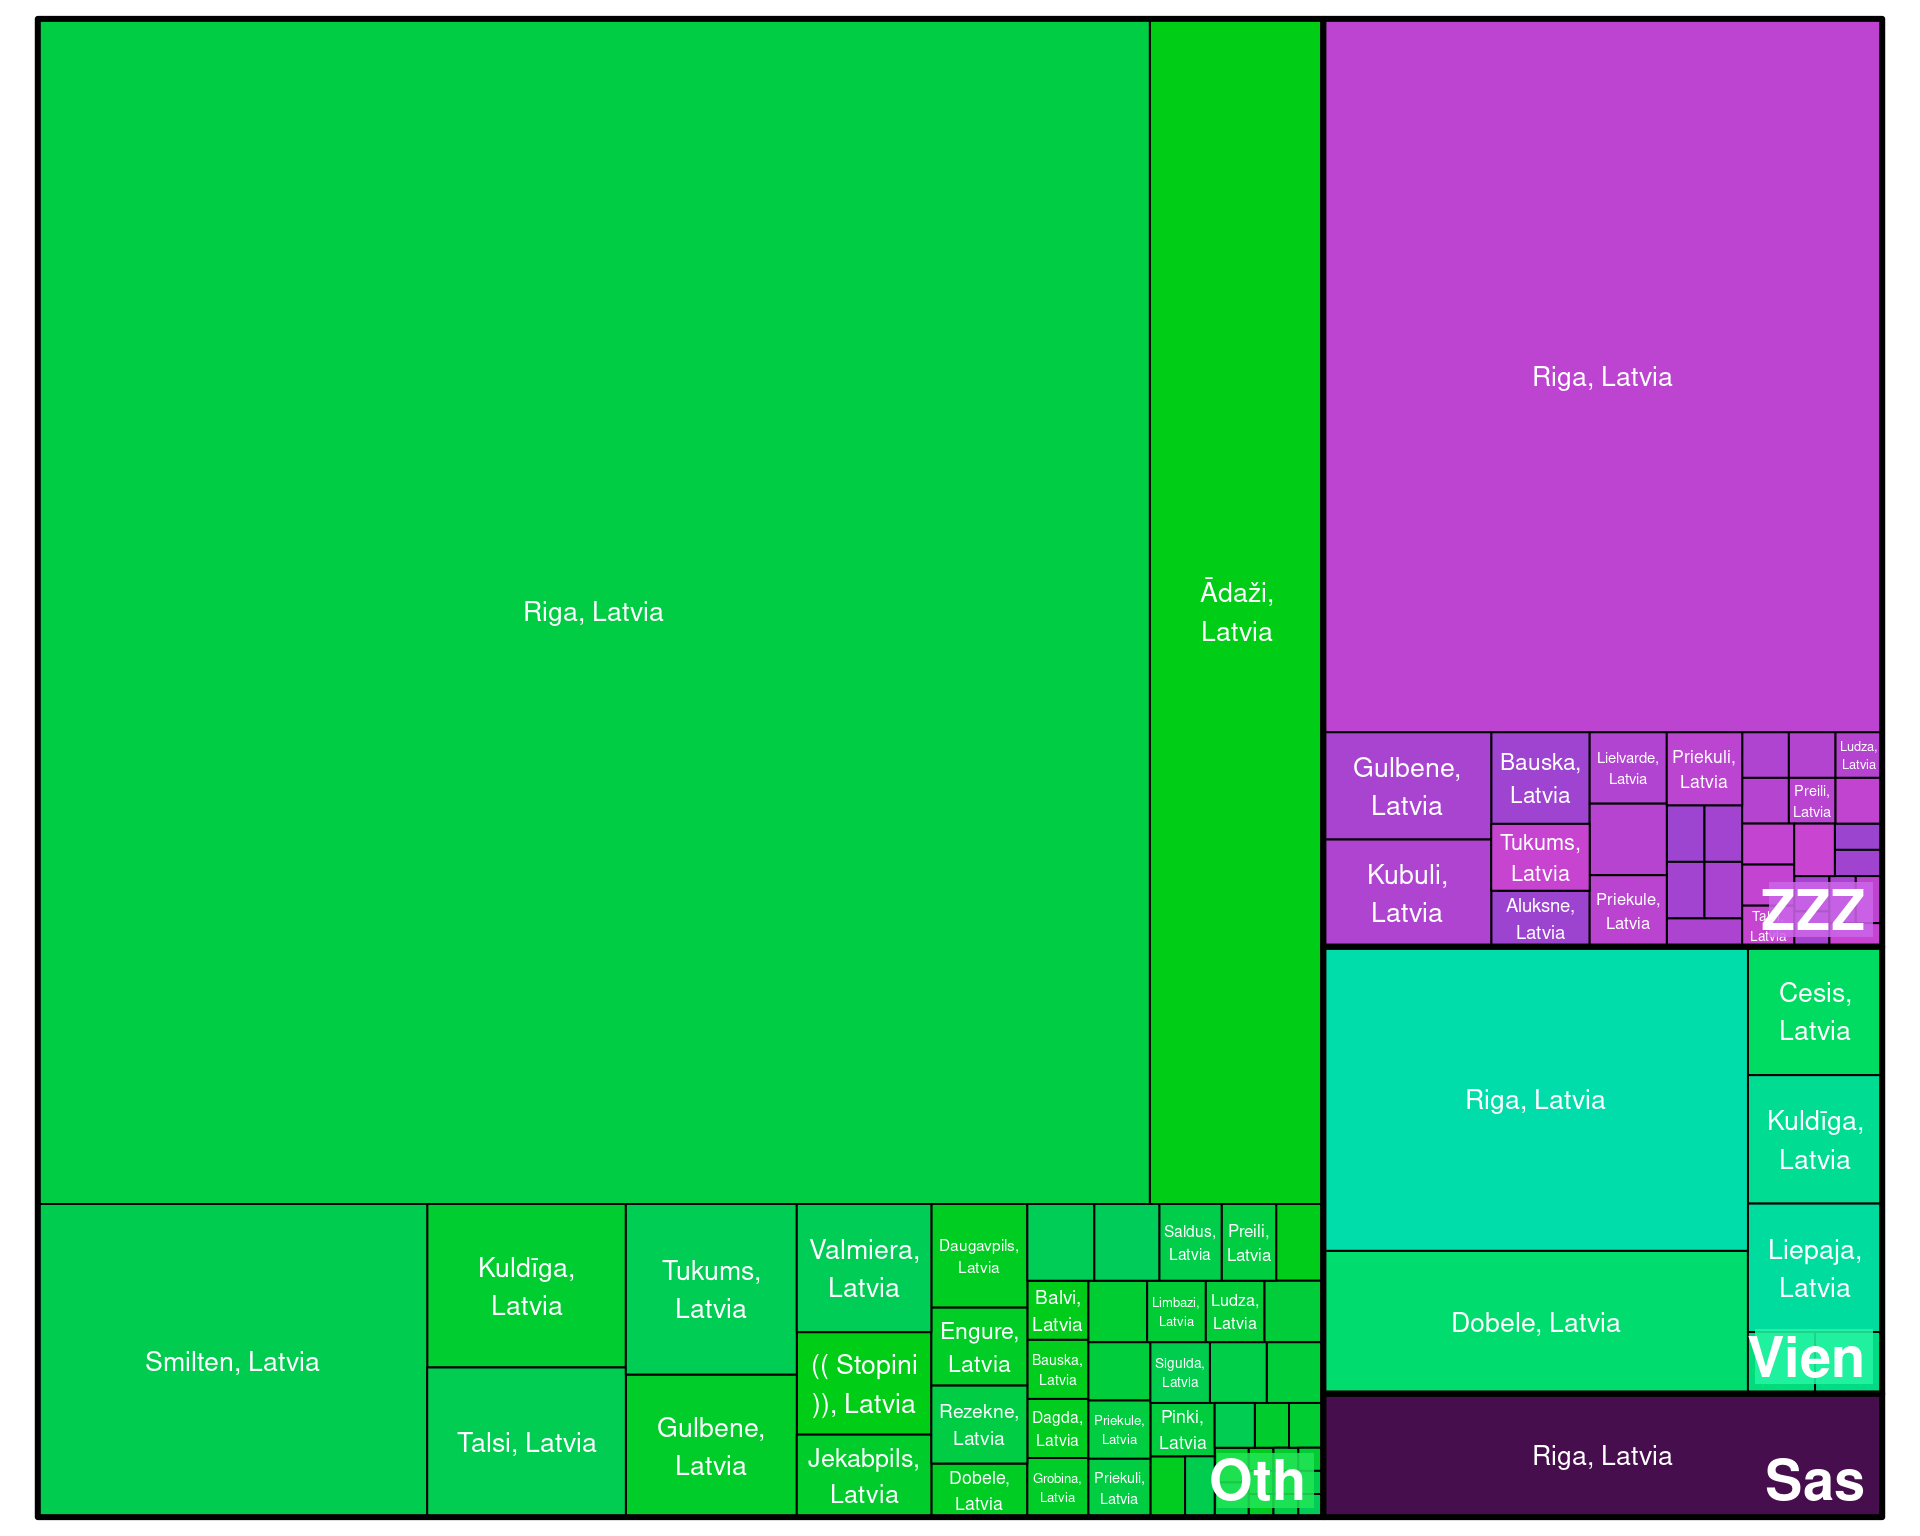 Riga, Latvia
Ādaži,
Latvia
Smilten, Latvia
Kuldīga,
Latvia
Talsi, Latvia
Tukums,
Latvia
Gulbene,
Latvia
Valmiera,
Latvia
(( Stopini
)), Latvia
Jekabpils,
Latvia
Daugavpils,
Latvia
Engure,
Latvia
Rezekne,
Latvia
Dobele,
Latvia
Balvi,
Latvia
Bauska,
Latvia
Dagda,
Latvia
Grobina,
Latvia
Priekule,
Latvia
Priekuli,
Latvia
Saldus,
Latvia
Preili,
Latvia
Limbazi,
Latvia
Ludza,
Latvia
Sigulda,
Latvia
Pinki,
Latvia
Oth
Riga, Latvia
Gulbene,
Latvia
Kubuli,
Latvia
Bauska,
Latvia
Tukums,
Latvia
Aluksne,
Latvia
Lielvarde,
Latvia
Priekule,
Latvia
Priekuli,
Latvia
Ludza,
Latvia
Preili,
Latvia
Latvia
ZZZ
Riga, Latvia
Dobele, Latvia
Cesis,
Latvia
Kuldīga,
Latvia
Liepaja,
Latvia
Vien
Riga, Latvia
Sas